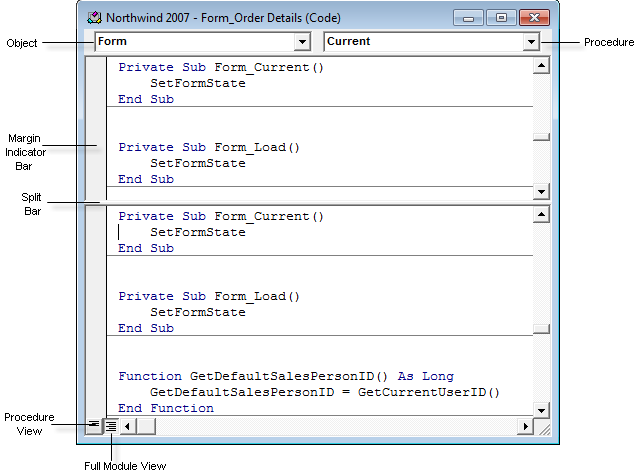 Northwind 2007 - Form_Order Details (Code)
Object
Form
Current
Procedure
Private Sub Form_Current()
SetFormState
End Sub
Margin
Indicator
Bar
Private Sub Form_Load()
SetFormState
End Sub
Split
Bar
Private Sub Form_Current()
SetFormState
End Sub
Private Sub Form_Load()
SetFormState
End Sub
Function GetDefaultSalesPersonID() As Long
GetDefaultSalesPersonID = GetCurrentUserID()
End Function
Procedure
View
Full Module View